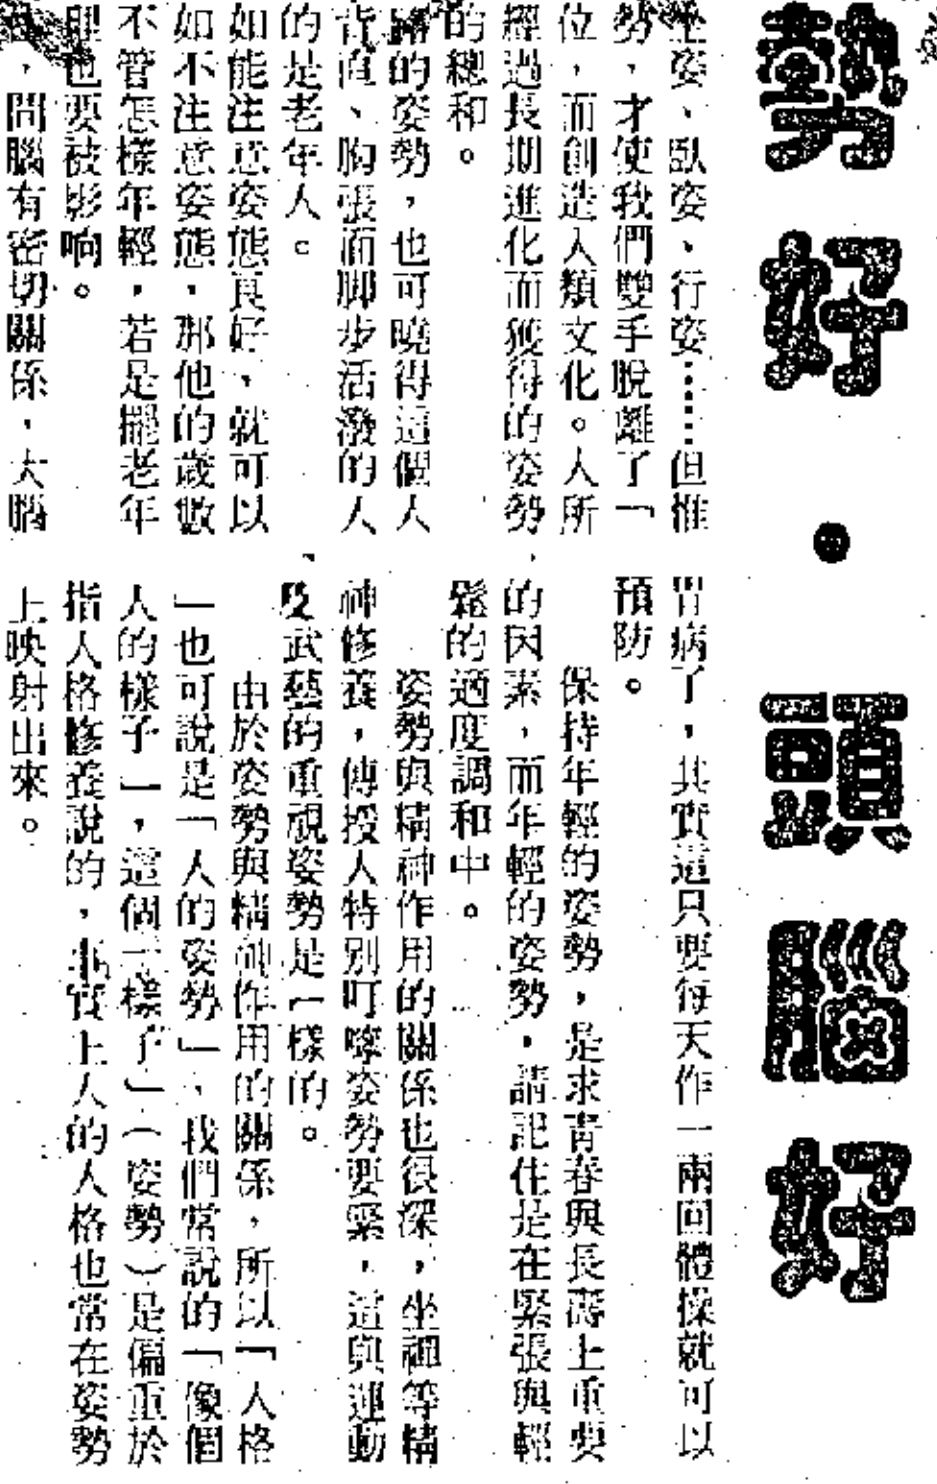 勢好・頭腦好
坐姿、臥姿、行姿……但惟
勢，才使我們雙手脫離了「
位，而創造人類文化。人所
經過長期進化而獲得的姿勢
的總和。
的姿勢，也可曉得這個人
背直、胸張而脚步活潑的人
的是老年人。
如能注意姿態良好，就可以
如不注意姿態，那他的歲數
不管怎樣年輕，若是擺老年
也要被影响。
，間腦有密切關係，大腦
胃病了，其實這只要每天作一兩回體操就可以
預防。
保持年輕的姿勢，是求青春與長壽上重要
的因素，而年輕的姿勢，請記住是在緊張與輕
鬆的適度調和中。
姿勢與精神作用的關係也很深，坐禪等精
神修養，傳授人特別叮嚀姿勢要緊，這與運動
及武藝的重視姿勢是一樣的。
由於姿勢與精神作用的關係，所以「人格
」也可說是「人的姿勢」，我們常說的「像個
人的樣子」，這個「樣子」（姿勢）是偏重於
指人格修養說的，事實上人的人格也常在姿勢
上映射出來。